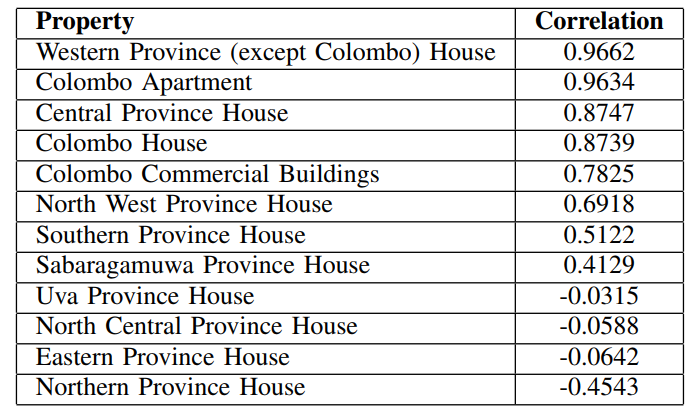 Property Correlation
Western Province (except Colombo) House 0.9662
Colombo Apartment 0.9634
Central Province House 0.8747
Colombo House 0.8739
Colombo Commercial Buildings 0.7825
North West Province House 0.6918
Southern Province House 0.5122
Sabaragamuwa Province House 0.4129
Uva Province House -0.0315
North Central Province House -0.0588
Eastern Province House -0.0642
Northern Province House -0.4543